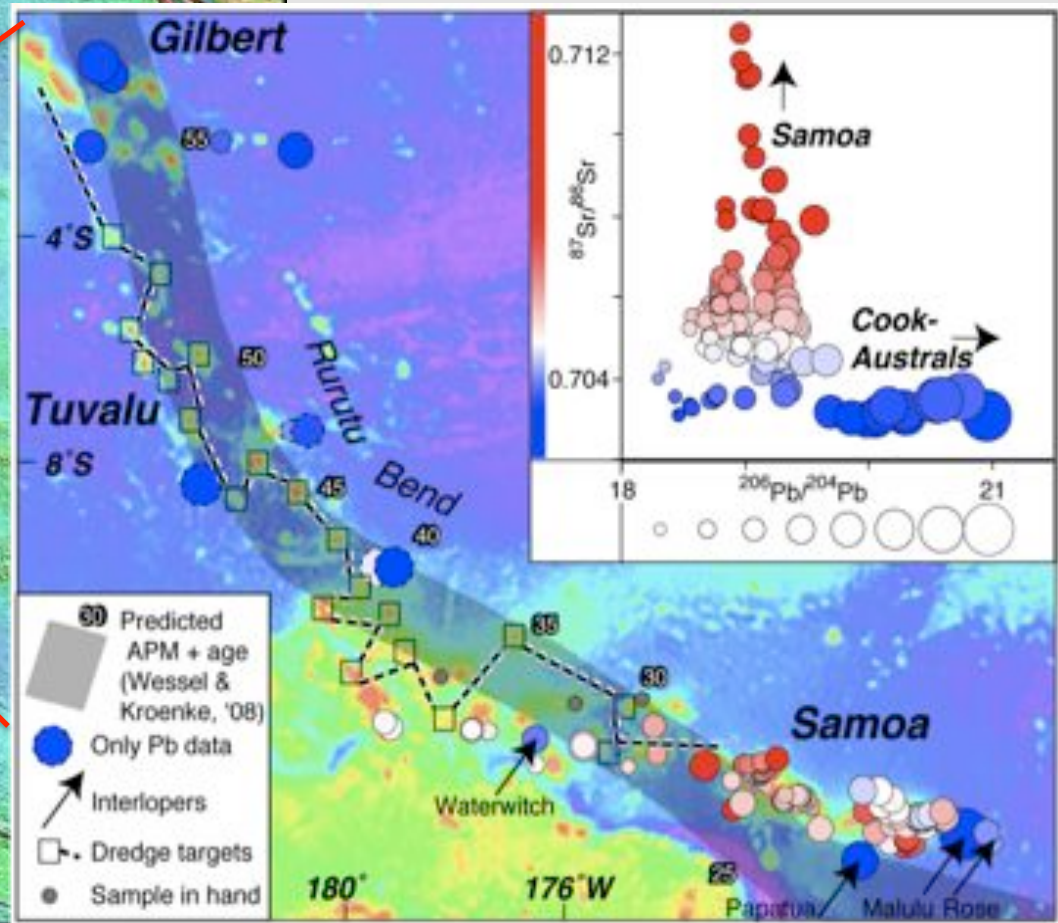 Gilbert
55
4°S
50
Tuvalu
Rurutu
Bend
8°S
45
40
35
30
Samoa
Waterwitch
25
180°
176°W
Papatua
Malulu Rose
30 Predicted
APM + age
(Wessel &
Kroenke, '08)
Only Pb data
Interlopers
Dredge targets
Sample in hand
0.712
87Sr/86Sr
0.704
Samoa
Cook-
Australs
18
206Pb/204Pb
21